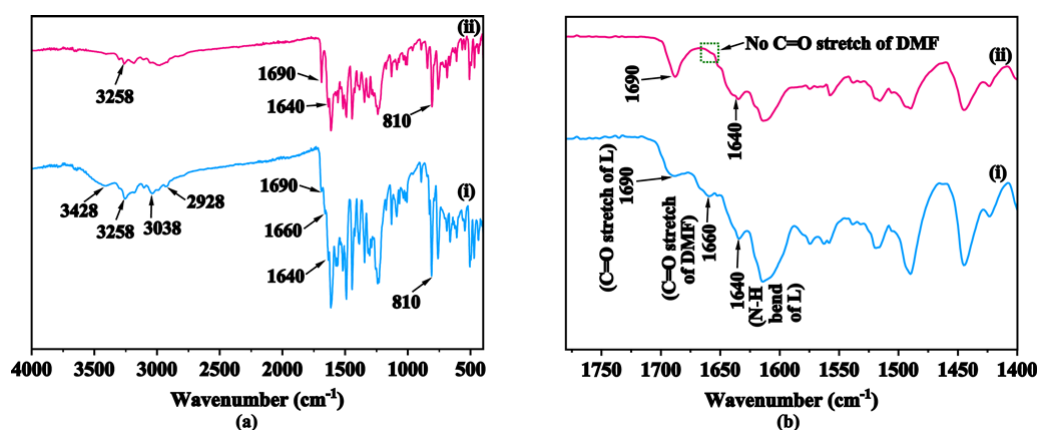 (ii)
3258
1690
1640
810
(i)
3428
3258
3038
2928
1690
1660
1640
810
4000 3500 3000 2500 2000 1500 1000 500
Wavenumber (cm⁻¹)
(a)
No C=O stretch of DMF
(ii)
1690
1640
(i)
1690
(C=O stretch of L)
1660
(C=O stretch
of DMF)
1640
(N-H
bend
of L)
1750 1700 1650 1600 1550 1500 1450 1400
Wavenumber (cm⁻¹)
(b)